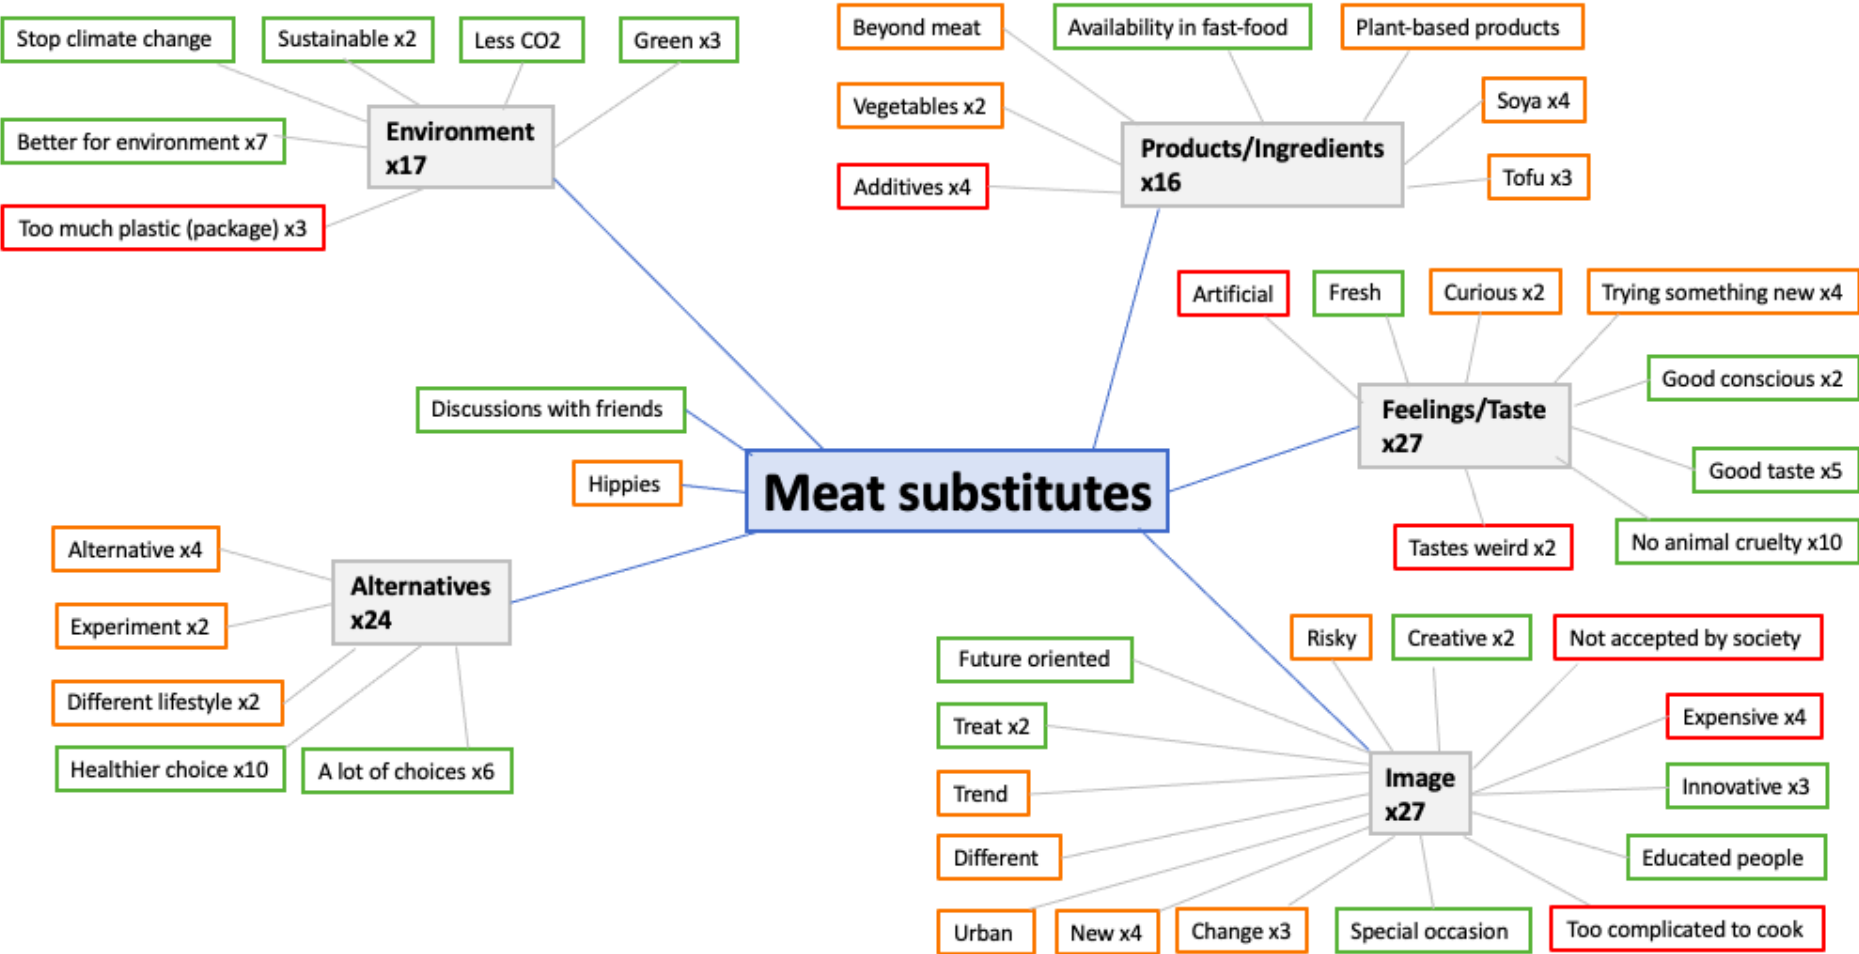 Stop climate change
Sustainable x2
Less CO2
Green x3
Better for environment x7
Environment
x17
Too much plastic (package) x3
Beyond meat
Availability in fast-food
Plant-based products
Vegetables x2
Soya x4
Products/Ingredients
x16
Additives x4
Tofu x3
Artificial
Fresh
Curious x2
Trying something new x4
Good conscious x2
Feelings/Taste
x27
Good taste x5
Tastes weird x2
No animal cruelty x10
Discussions with friends
Hippies
Meat substitutes
Alternative x4
Alternatives
x24
Experiment x2
Different lifestyle x2
Healthier choice x10
A lot of choices x6
Future oriented
Risky
Creative x2
Not accepted by society
Treat x2
Expensive x4
Trend
Image
x27
Innovative x3
Different
Educated people
Urban
New x4
Change x3
Special occasion
Too complicated to cook